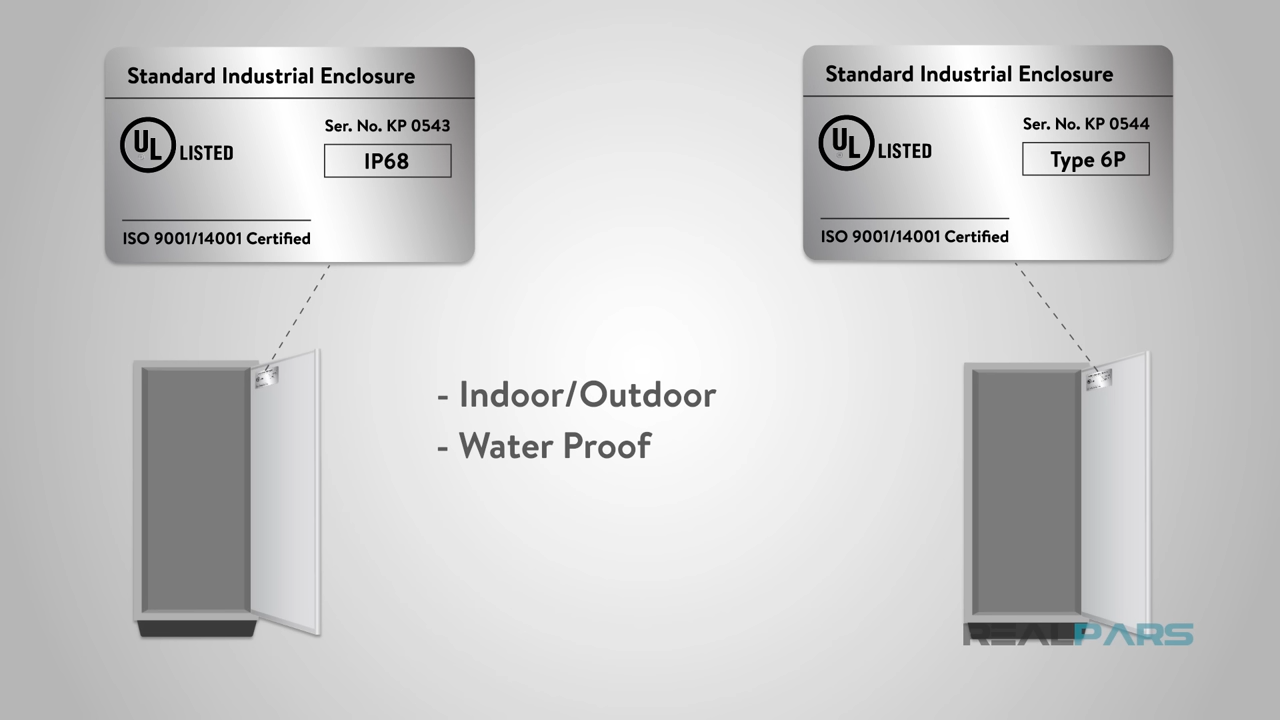 Standard Industrial Enclosure
UL LISTED
Ser. No. KP 0543
IP68
ISO 9001/14001 Certified
Standard Industrial Enclosure
UL LISTED
Ser. No. KP 0544
Type 6P
ISO 9001/14001 Certified
- Indoor/Outdoor
- Water Proof
REALPARS